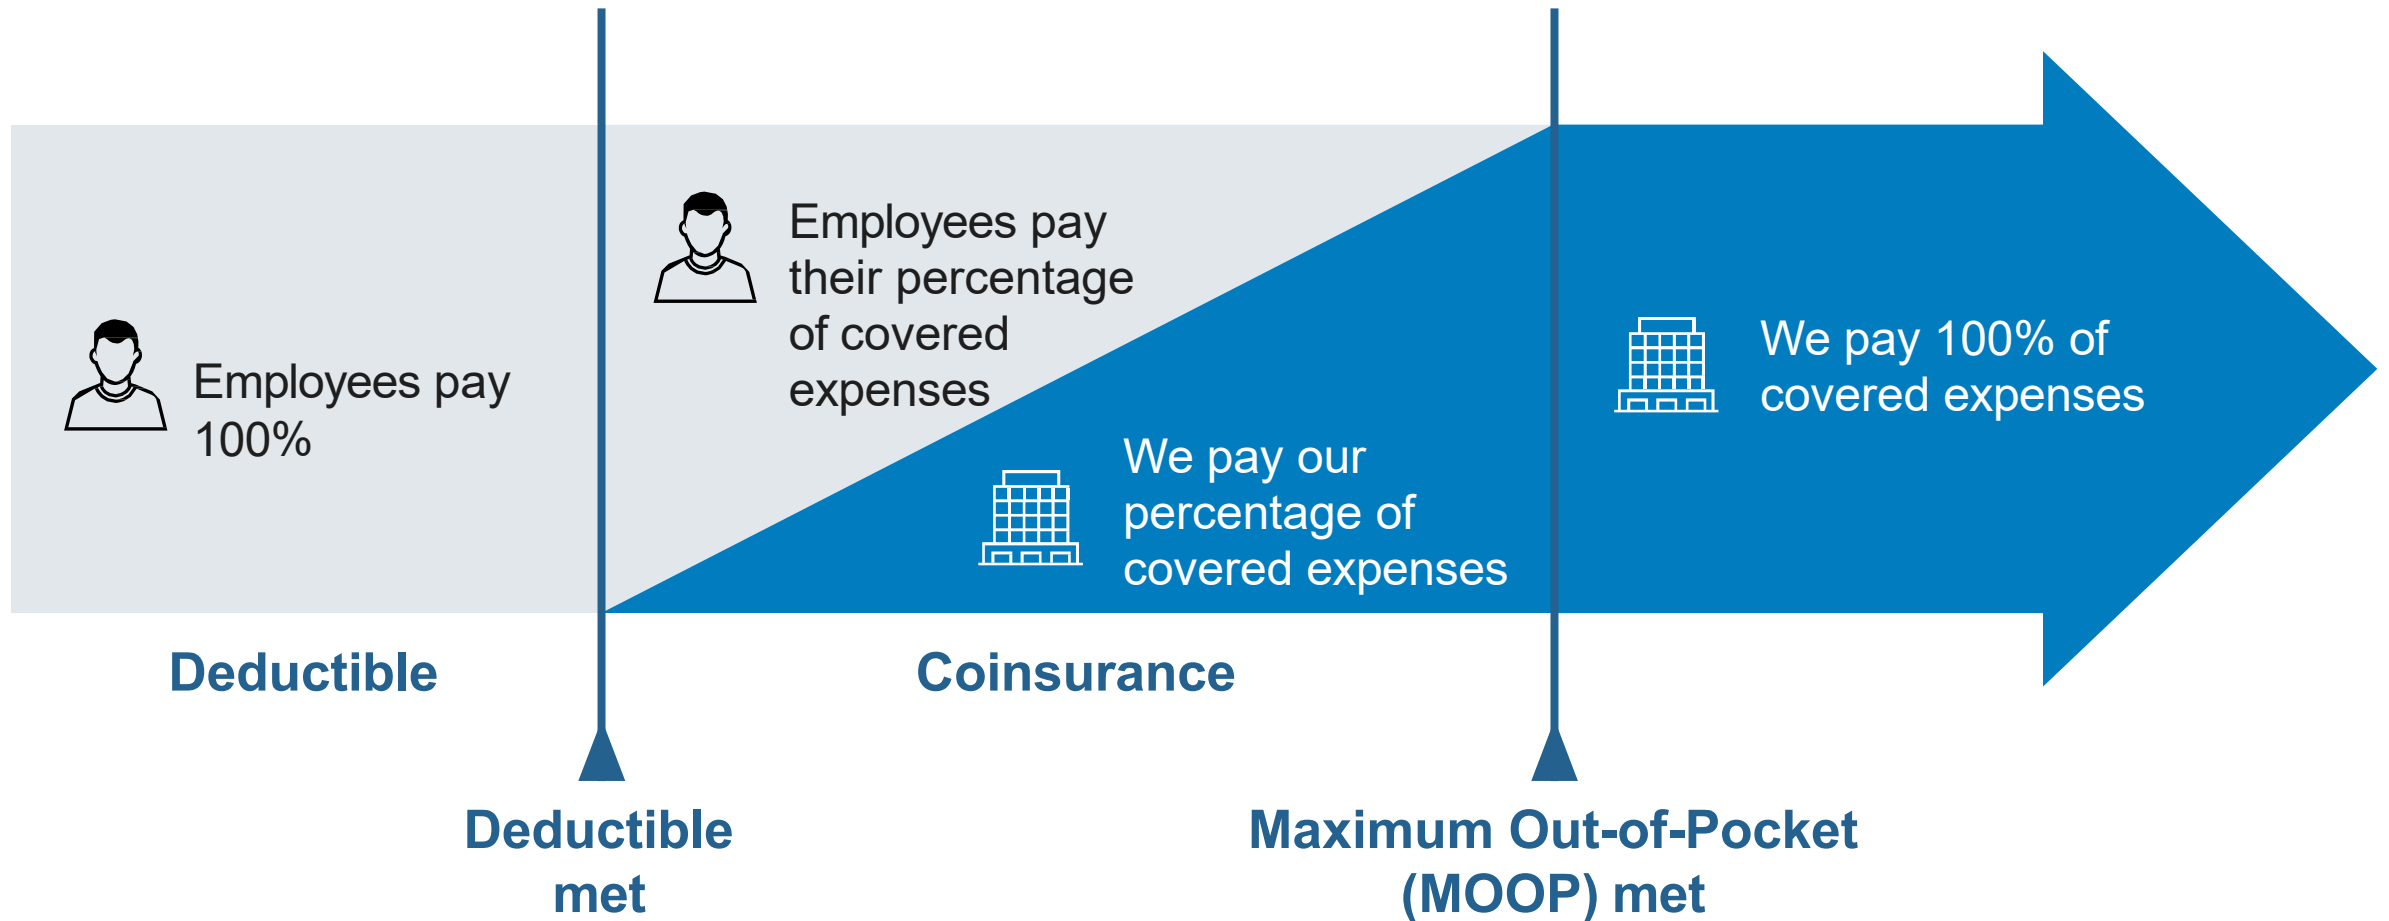 Employees pay
100%
Employees pay
their percentage
of covered
expenses
We pay our
percentage of
covered expenses
We pay 100% of
covered expenses
Deductible
Coinsurance
Deductible
met
Maximum Out-of-Pocket
(MOOP) met